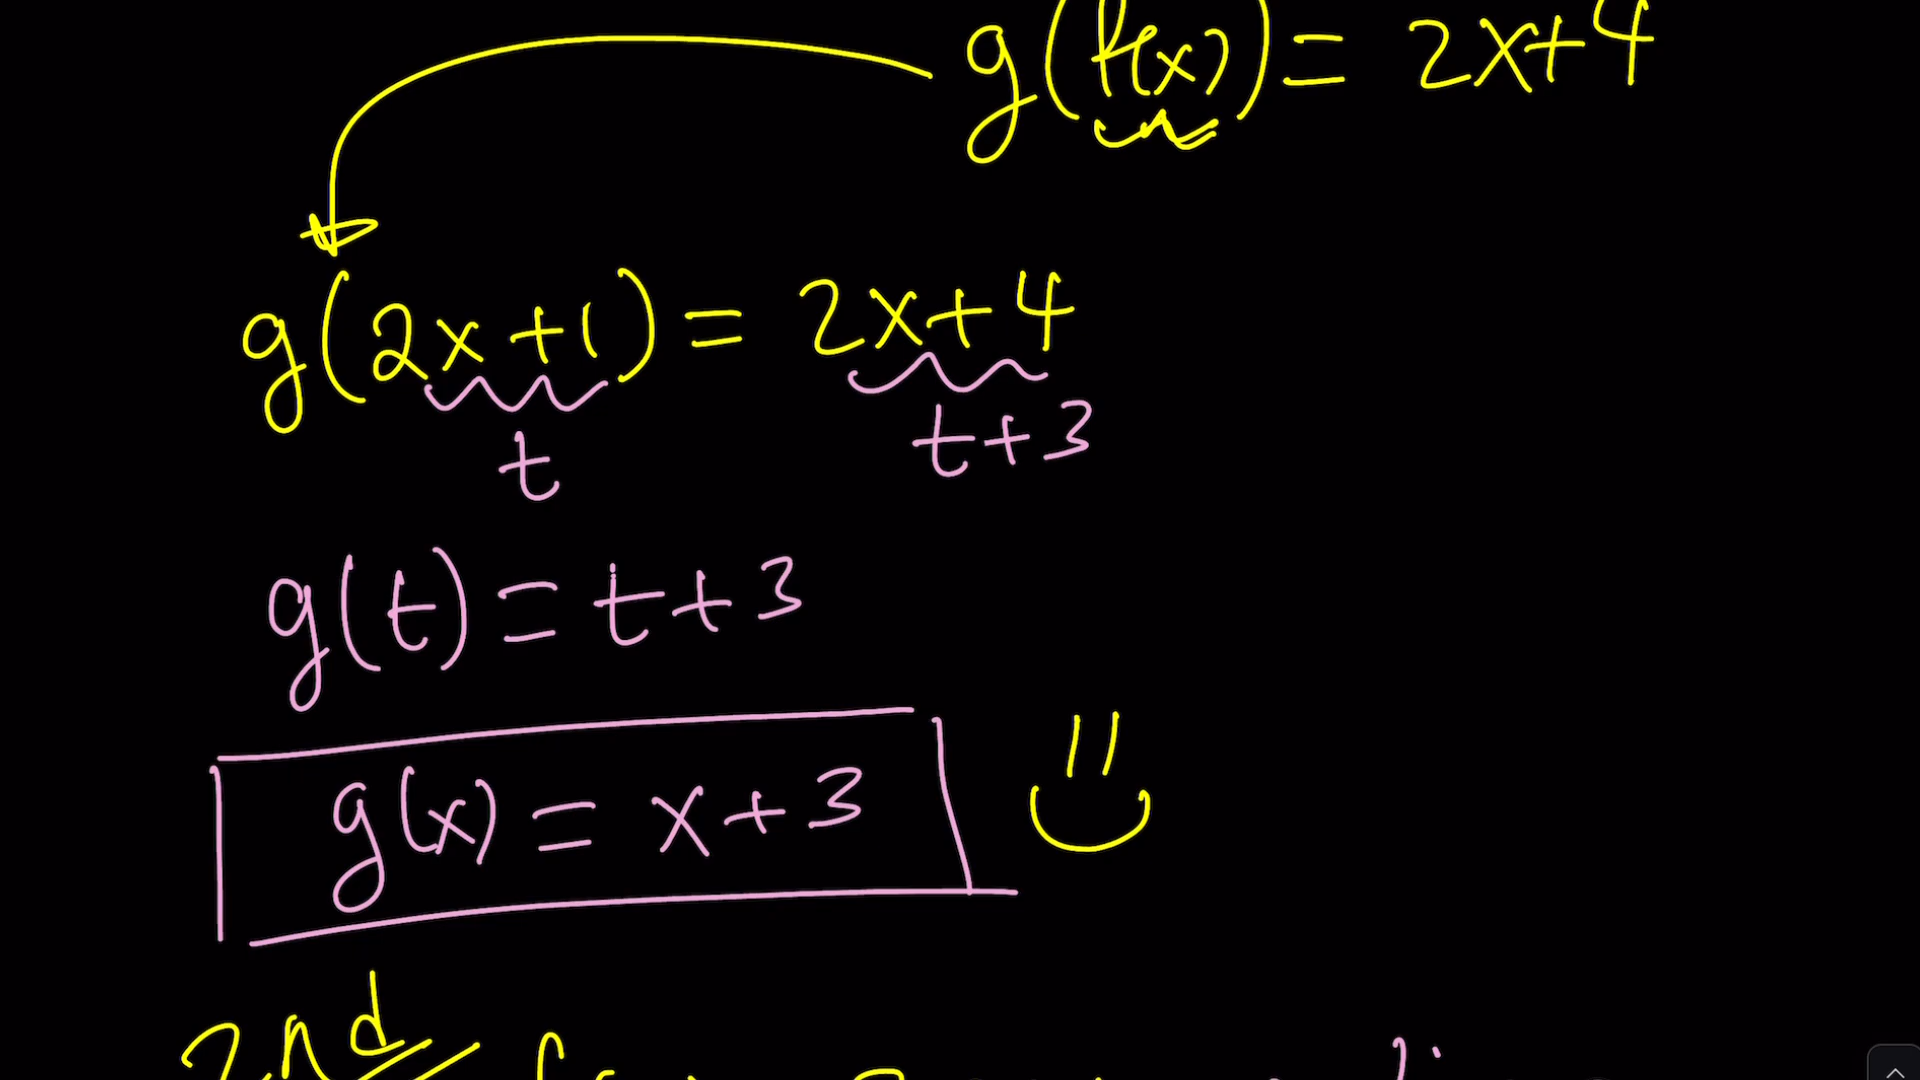 g(f(x)) = 2x+4
g(2x+1) = 2x+4
t t+3
g(t) = t+3
g(x) = x+3
2nd